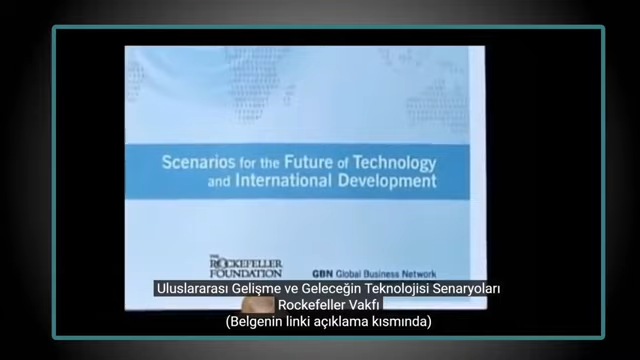 Scenarios for the Future of Technology
and International Development
THE
ROCKEFELLER
FOUNDATION
GBN Global Business Network
Uluslararası Gelişme ve Geleceğin Teknolojisi Senaryoları
Rockefeller Vakfı
(Belgenin linki açıklama kısmında)